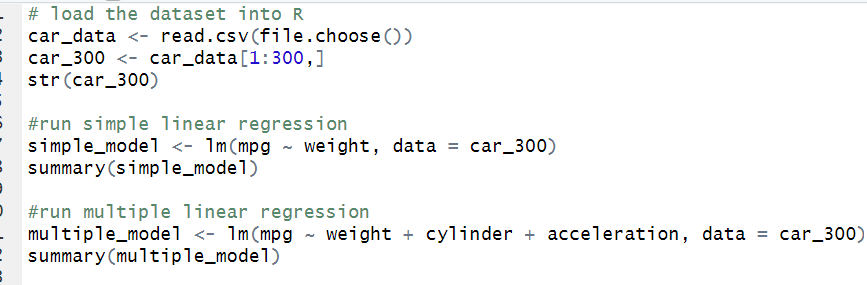 # load the dataset into R
car_data <- read.csv(file.choose())
car_300 <- car_data[1:300,]
str(car_300)
#run simple linear regression
simple_model <- lm(mpg ~ weight, data = car_300)
summary(simple_model)
#run multiple linear regression
multiple_model <- lm(mpg ~ weight + cylinder + acceleration, data = car_300)
summary(multiple_model)